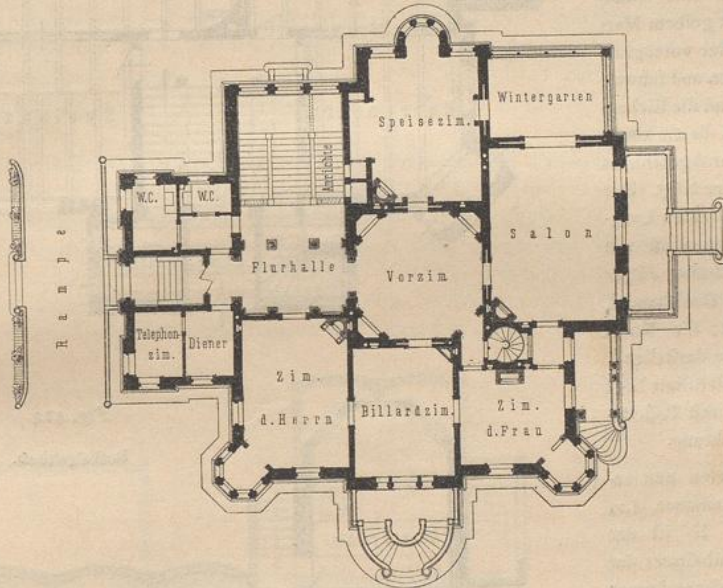 Wintergarten
Speisezim.
Anrichte
W.C.
W.C.
Salon
Rampe
Flurhalle
Vorzim
Telephon-
zim.
Diener
Zim.
d.Herrn
Billardzim.
Zim.
d.Frau